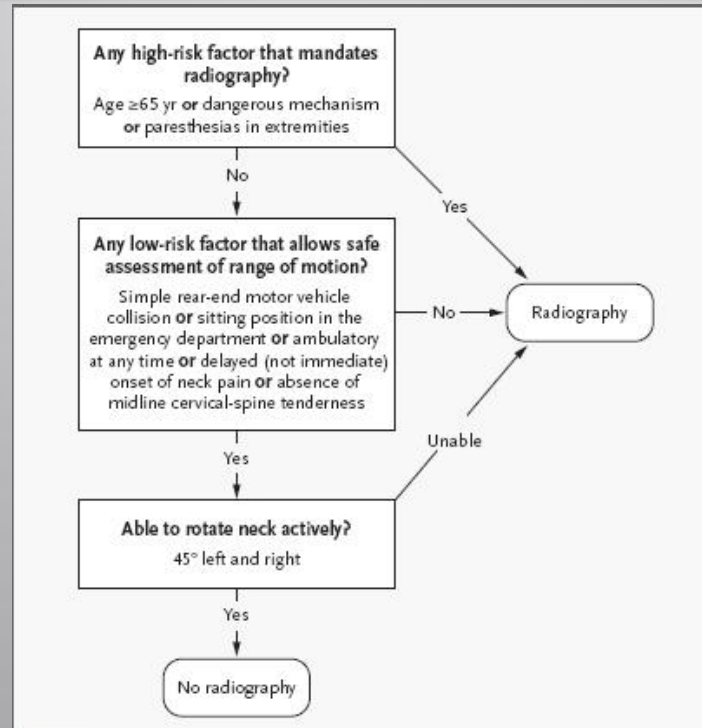 Any high-risk factor that mandates
radiography?
Age ≥65 yr or dangerous mechanism
or paresthesias in extremities
No
Yes
Any low-risk factor that allows safe
assessment of range of motion?
Simple rear-end motor vehicle
collision or sitting position in the
emergency department or ambulatory
at any time or delayed (not immediate)
onset of neck pain or absence of
midline cervical-spine tenderness
No
Radiography
Unable
Yes
Able to rotate neck actively?
45° left and right
Yes
No radiography